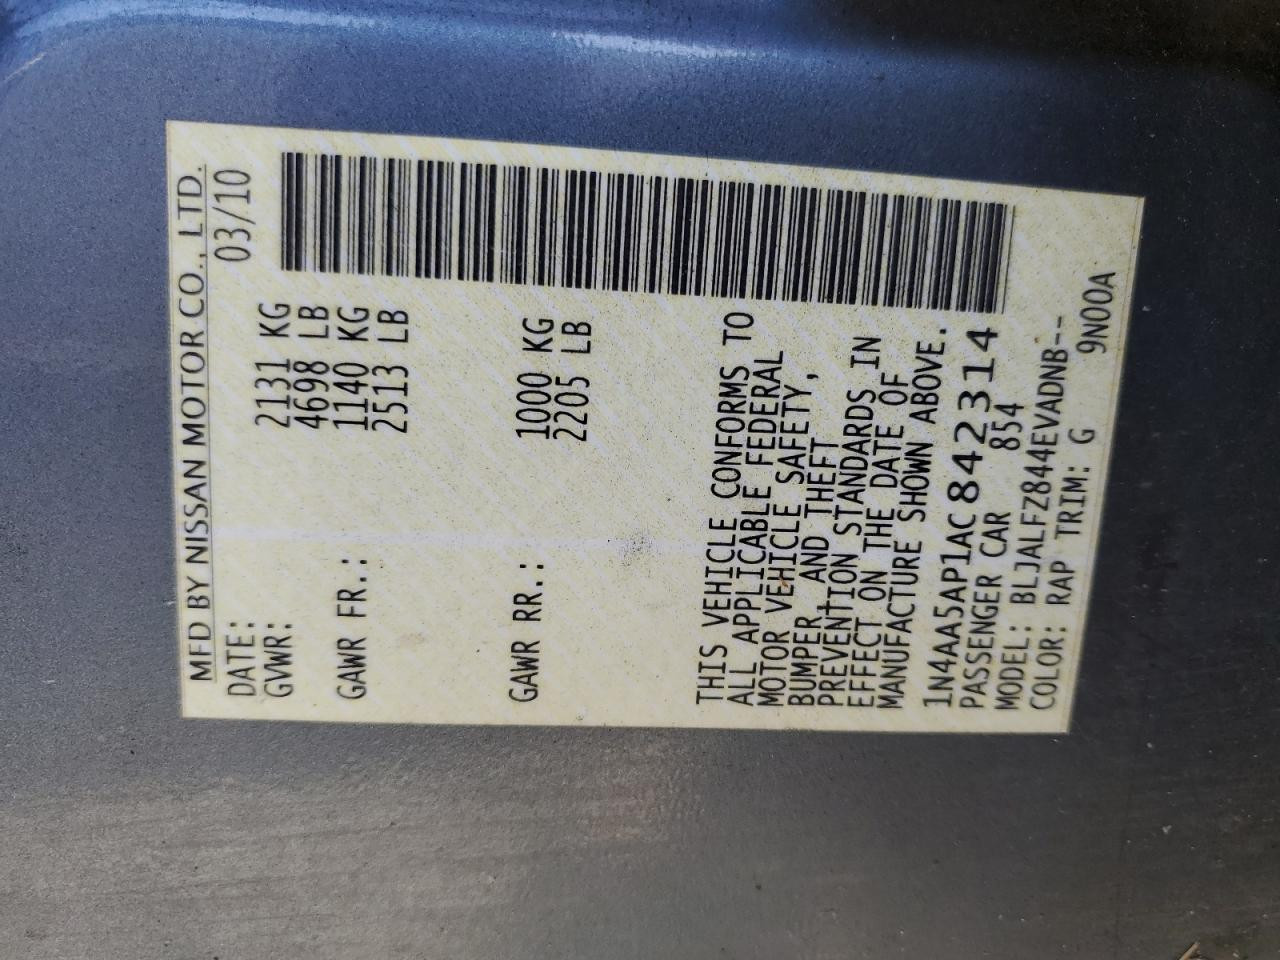 MFD BY NISSAN MOTOR CO., LTD.
DATE: 03/10
GVWR: 2131 KG
4698 LB
GAWR FR.: 1140 KG
2513 LB
GAWR RR.: 1000 KG
2205 LB
THIS VEHICLE CONFORMS TO
ALL APPLICABLE FEDERAL
MOTOR VEHICLE SAFETY,
BUMPER, AND THEFT
PREVENTION STANDARDS IN
EFFECT ON THE DATE OF
MANUFACTURE SHOWN ABOVE.
1N4AA5AP1AC842314
PASSENGER CAR 854
MODEL: BLJALFZ844EVADNB--
COLOR: RAP TRIM: G 9N00A